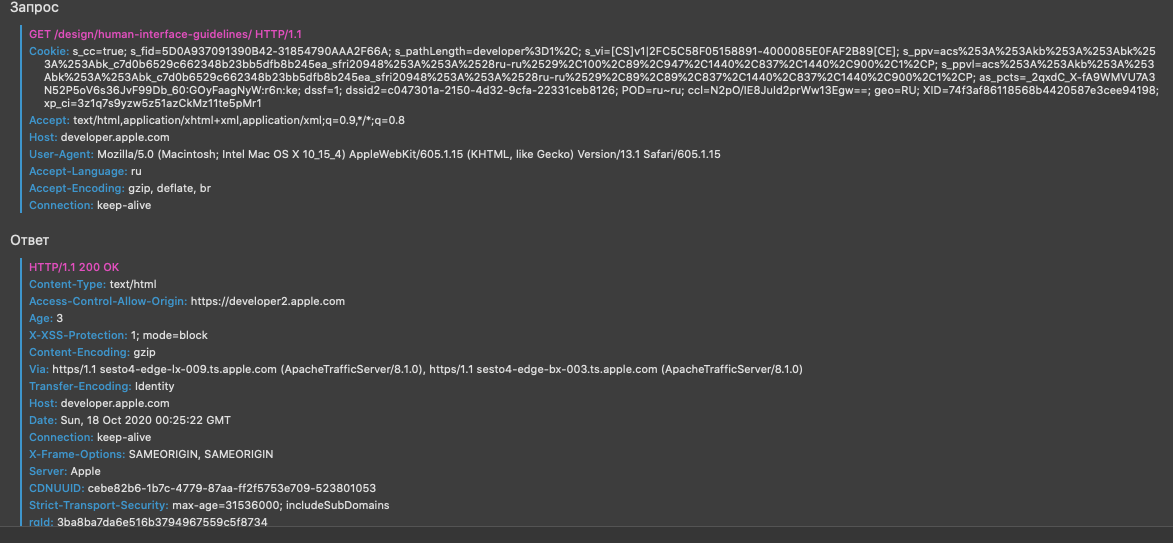 Запрос
GET /design/human-interface-guidelines/ HTTP/1.1
Cookie: s_cc=true; s_fid=5D0A937091390B42-31854790AAA2F66A; s_pathLength=developer%3D1%2C; s_vi=[CS]v1|2FC5C58F05158891-4000085E0FAF2B89[CE]; s_ppv=acs%253A%253Akb%253A%253Abk%25
3A%253Abk_c7d0b6529c662348b23bb5dfb8b245ea_sfri20948%253A%253A%2528ru-ru%2529%2C100%2C89%2C947%2C1440%2C837%2C1440%2C900%2C1%2CP; s_ppvl=acs%253A%253Akb%253A%253
Abk%253A%253Abk_c7d0b6529c662348b23bb5dfb8b245ea_sfri20948%253A%253A%2528ru-ru%2529%2C89%2C89%2C837%2C1440%2C837%2C1440%2C900%2C1%2CP; as_pcts=_2qxdC_X-fA9WMVU7A3
N52P5oV6s36JvF99Db_60:GOyFaagNyW:r6n:ke; dssf=1; dssid2=c047301a-2150-4d32-9cfa-22331ceb8126; POD=ru~ru; ccl=N2pO/IE8JuId2prWw13Egw==; geo=RU; XID=74f3af86118568b4420587e3cee94198;
xp_ci=3z1q7s9yzw5z51azCkMz11te5pMr1
Accept: text/html,application/xhtml+xml,application/xml;q=0.9,*/*;q=0.8
Host: developer.apple.com
User-Agent: Mozilla/5.0 (Macintosh; Intel Mac OS X 10_15_4) AppleWebKit/605.1.15 (KHTML, like Gecko) Version/13.1 Safari/605.1.15
Accept-Language: ru
Accept-Encoding: gzip, deflate, br
Connection: keep-alive
Ответ
HTTP/1.1 200 OK
Content-Type: text/html
Access-Control-Allow-Origin: https://developer2.apple.com
Age: 3
X-XSS-Protection: 1; mode=block
Content-Encoding: gzip
Via: https/1.1 sesto4-edge-lx-009.ts.apple.com (ApacheTrafficServer/8.1.0), https/1.1 sesto4-edge-bx-003.ts.apple.com (ApacheTrafficServer/8.1.0)
Transfer-Encoding: Identity
Host: developer.apple.com
Date: Sun, 18 Oct 2020 00:25:22 GMT
Connection: keep-alive
X-Frame-Options: SAMEORIGIN, SAMEORIGIN
Server: Apple
CDNUUID: cebe82b6-1b7c-4779-87aa-ff2f5753e709-523801053
Strict-Transport-Security: max-age=31536000; includeSubDomains
rqId: 3ba8ba7da6e516b3794967559c5f8734